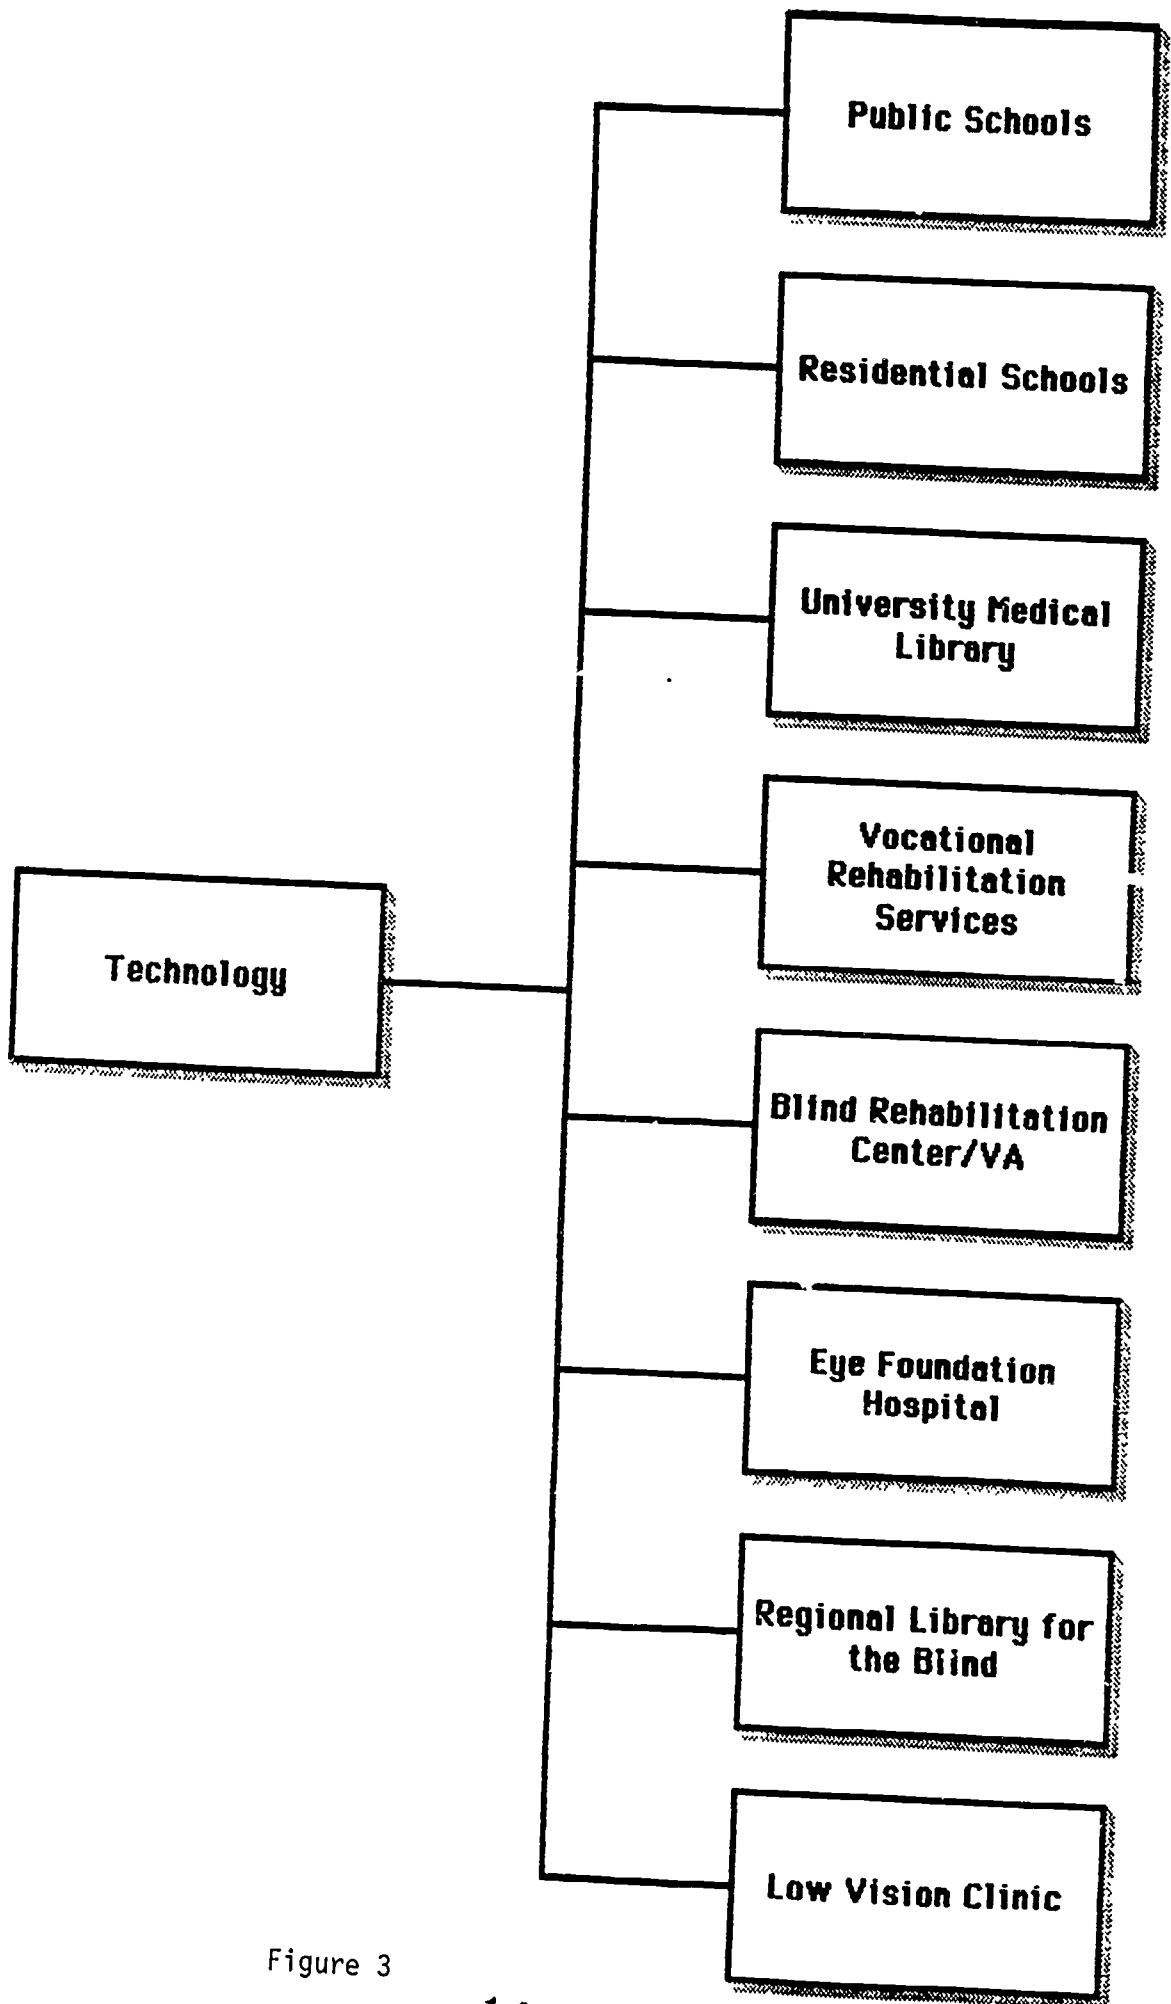 Public Schools
Residential Schools
University Medical
Library
Vocational
Rehabilitation
Services
Technology
Blind Rehabilitation
Center/VA
Eye Foundation
Hospital
Regional Library for
the Blind
Low Vision Clinic
Figure 3